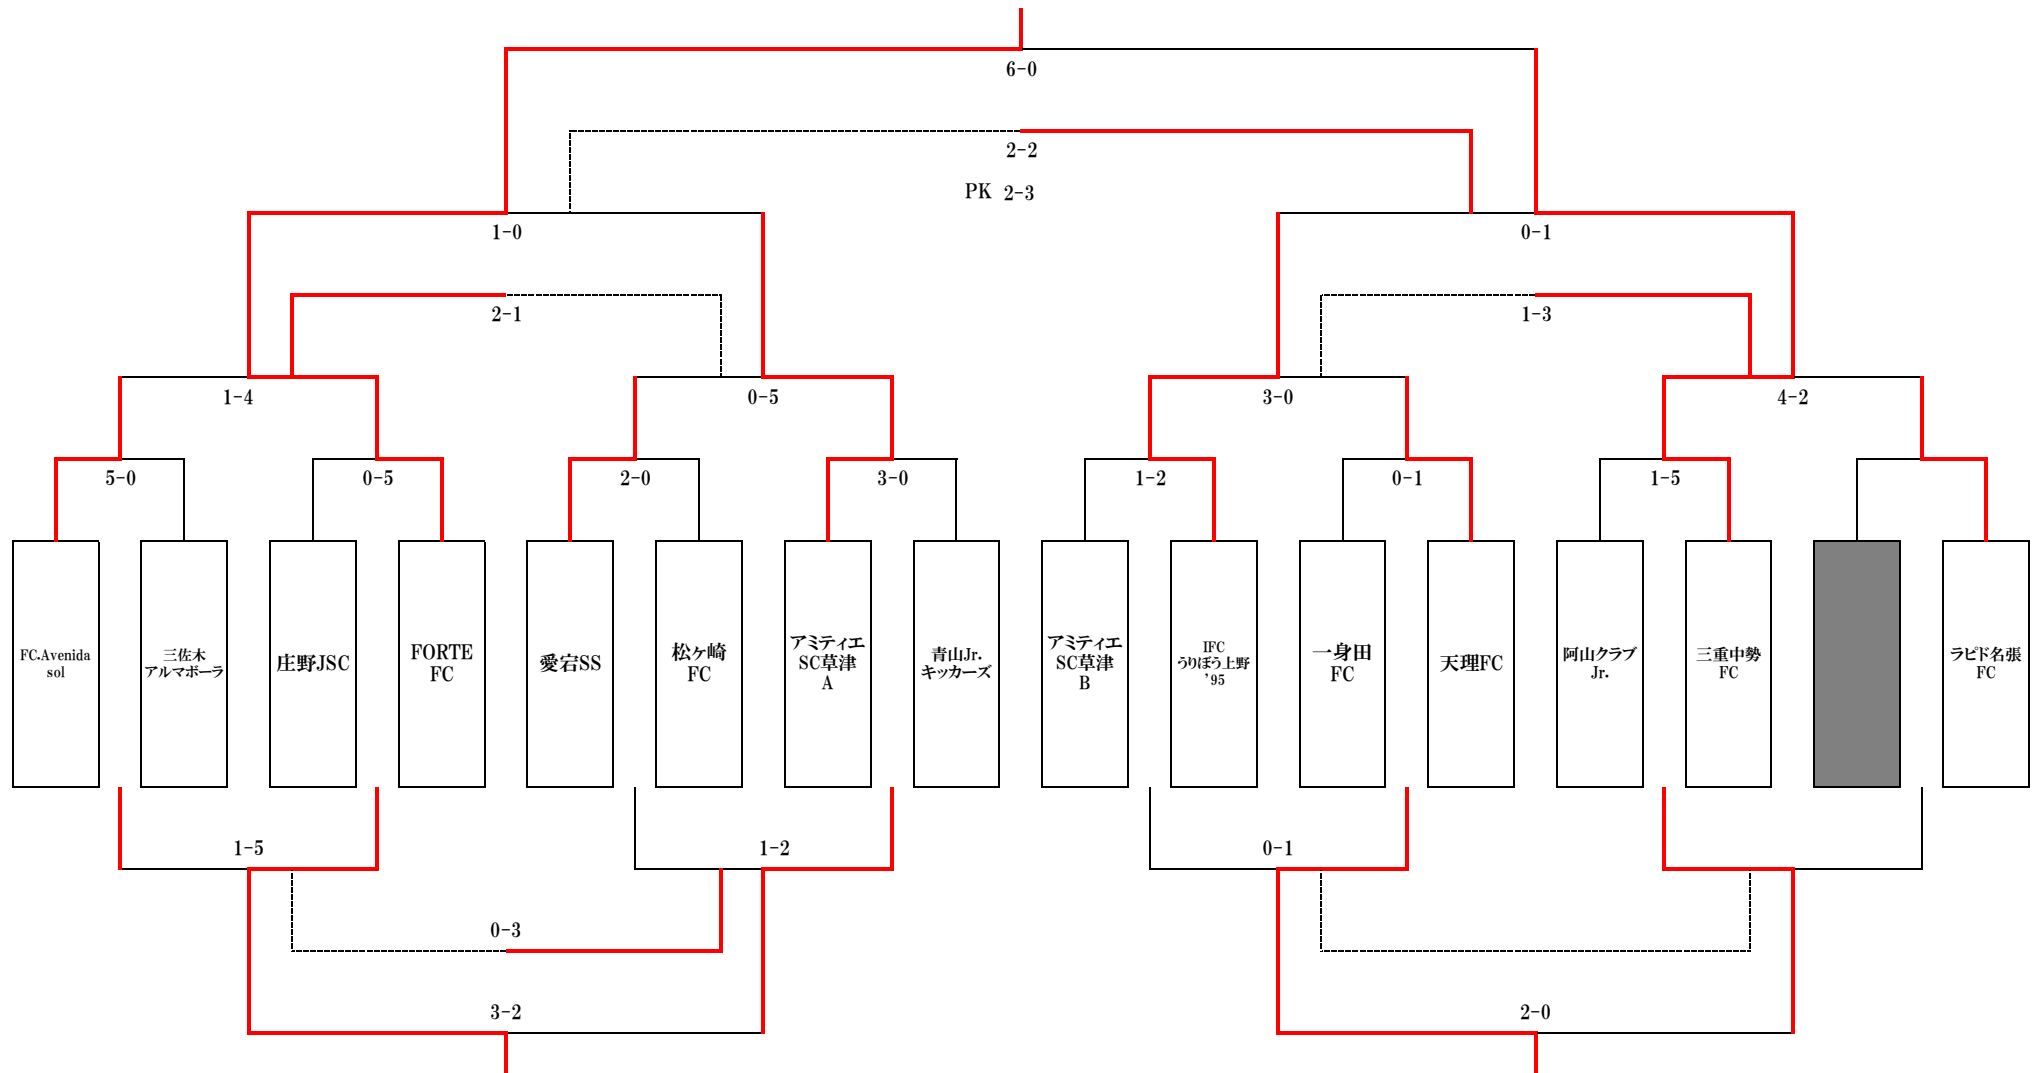 6-0
2-2
PK 2-3
1-0
0-1
2-1
1-3
1-4
0-5
3-0
4-2
5-0
0-5
2-0
3-0
1-2
0-1
1-5
FC.Avenida
sol
三佐木
アルマボーラ
庄野JSC
FORTE
FC
愛宕SS
松ヶ崎
FC
アミティエ
SC草津
A
青山Jr.
キッカーズ
アミティエ
SC草津
B
IFC
うりぼう上野
'95
一身田
FC
天理FC
阿山クラブ
Jr.
三重中勢
FC
ラピド名張
FC
1-5
1-2
0-1
0-3
3-2
2-0